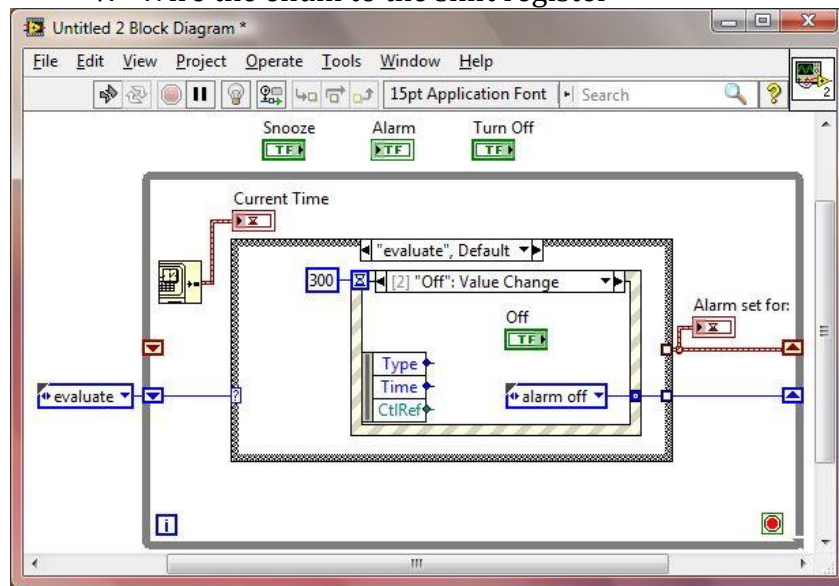 Wire the enum to the shift register
Untitled 2 Block Diagram *
File Edit View Project Operate Tools Window Help
15pt Application Font Search
2
Snooze Alarm Turn Off
TF TF TF
Current Time
"evaluate", Default
300 [2] "Off": Value Change
Off
TF
Alarm set for:
Type
Time
CtlRef
evaluate
?
alarm off
i